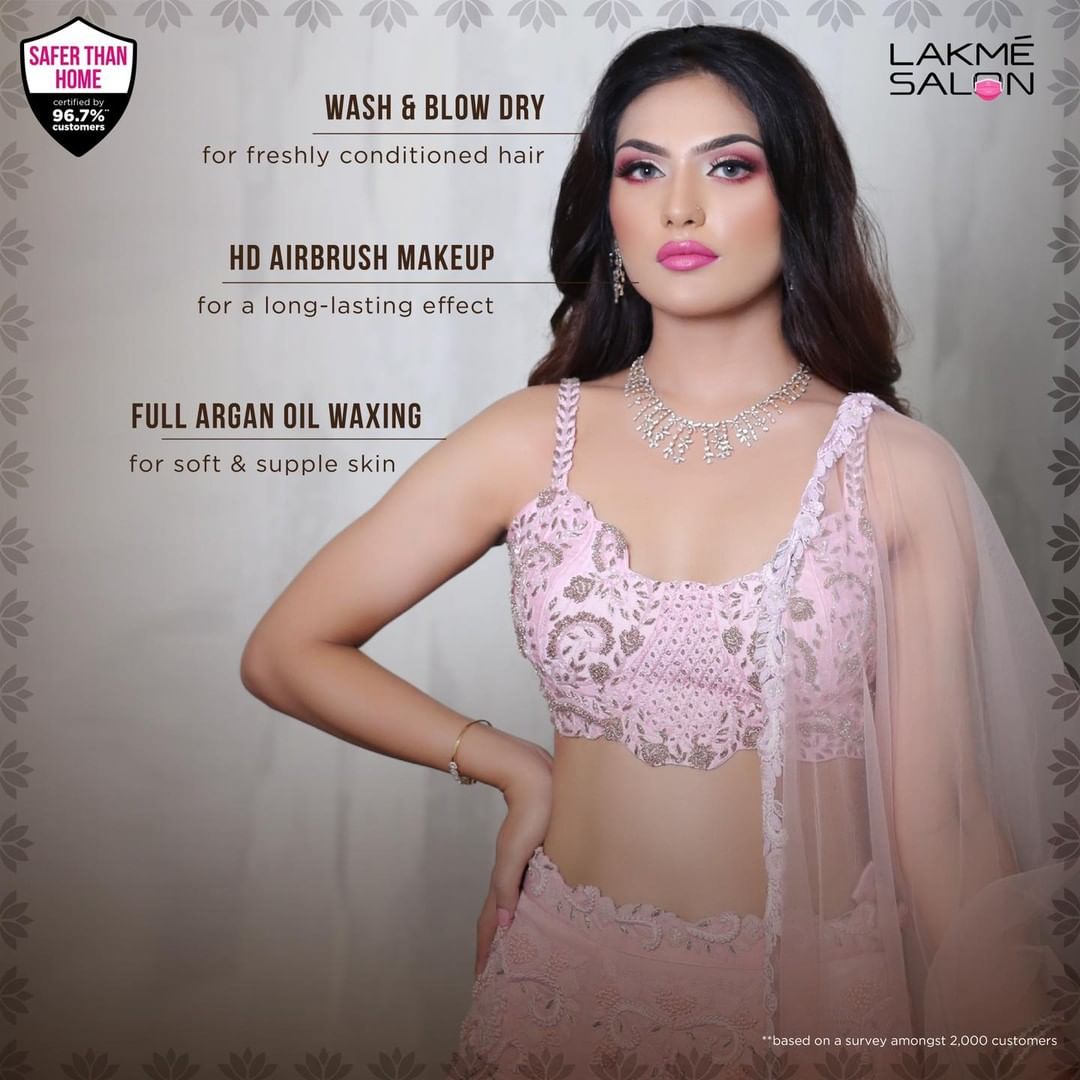 SAFER THAN
HOME
certified by
96.7%**
customers
LAKMÉ
SALON
WASH & BLOW DRY
for freshly conditioned hair
HD AIRBRUSH MAKEUP
for a long-lasting effect
FULL ARGAN OIL WAXING
for soft & supple skin
**based on a survey amongst 2,000 customers